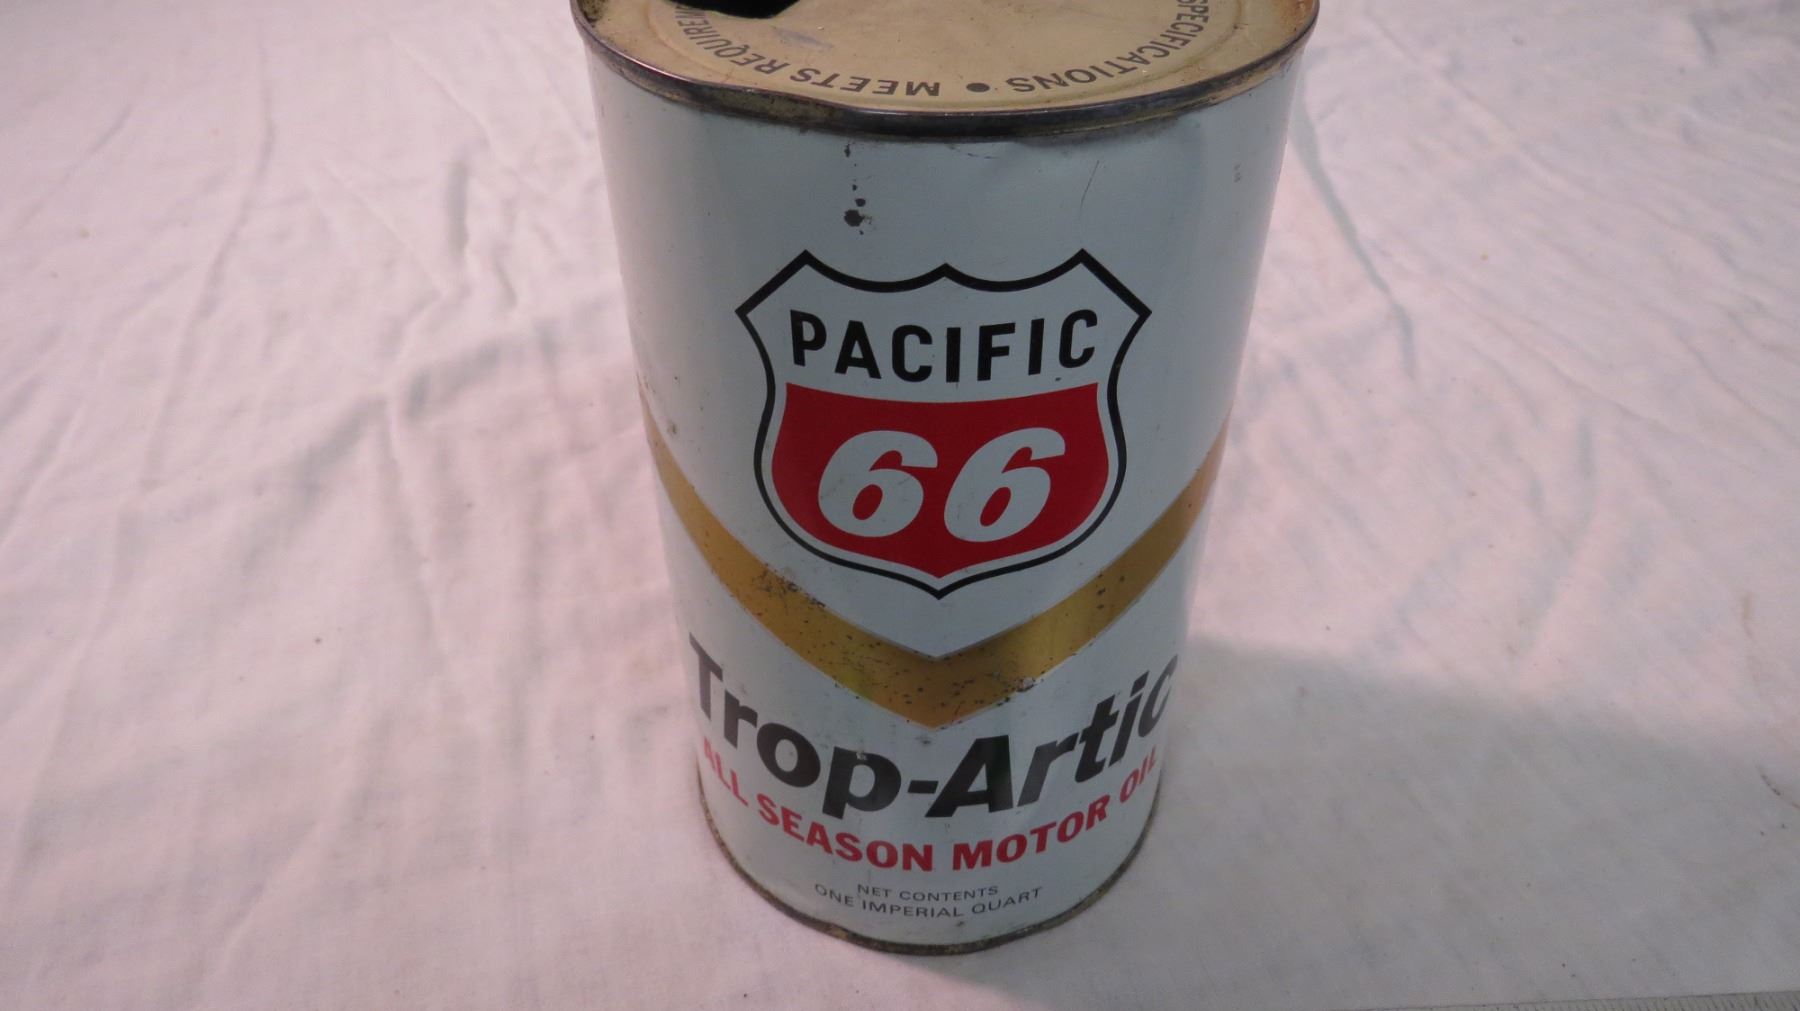 SPECIFICATIONS • MEETS
PACIFIC
66
Trop-Artic
ALL SEASON MOTOR OIL
NET CONTENTS
ONE IMPERIAL QUART